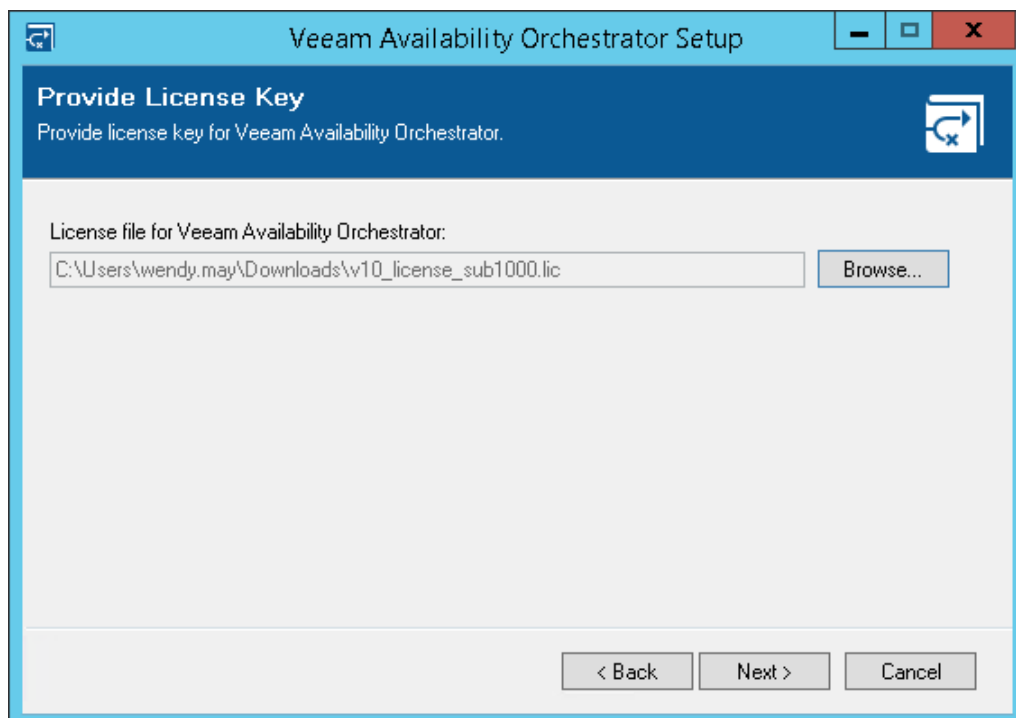 Veeam Availability Orchestrator Setup
Provide License Key
Provide license key for Veeam Availability Orchestrator.
License file for Veeam Availability Orchestrator:
C:\Users\wendy.may\Downloads\v10_license_sub1000.lic
Browse...
< Back
Next >
Cancel